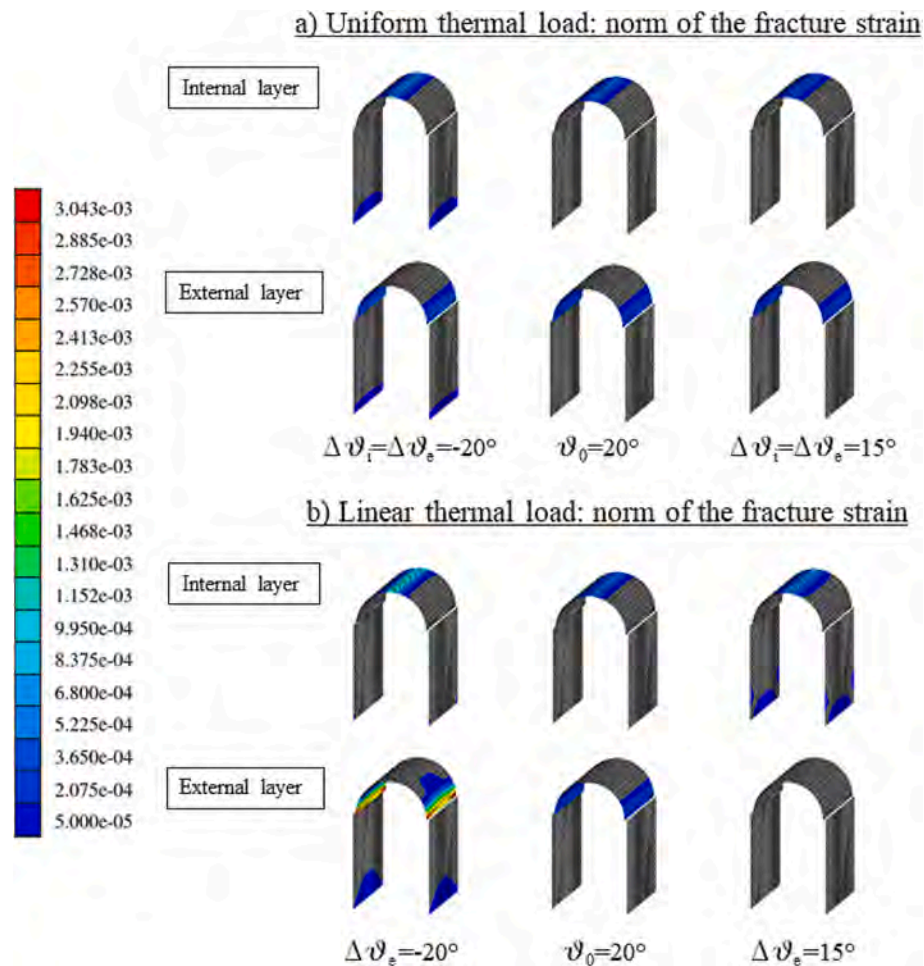 a) Uniform thermal load: norm of the fracture strain
Internal layer
3.043e-03
2.885e-03
2.728e-03
2.570e-03
2.413e-03
2.255e-03
2.098e-03
1.940e-03
1.783e-03
1.625e-03
1.468e-03
1.310e-03
1.152e-03
9.950e-04
8.375e-04
6.800e-04
5.225e-04
3.650e-04
2.075e-04
5.000e-05
External layer
Δϑᵢ=Δϑₑ=-20°
ϑ₀=20°
Δϑᵢ=Δϑₑ=15°
b) Linear thermal load: norm of the fracture strain
Internal layer
External layer
Δϑₑ=-20°
ϑ₀=20°
Δϑₑ=15°